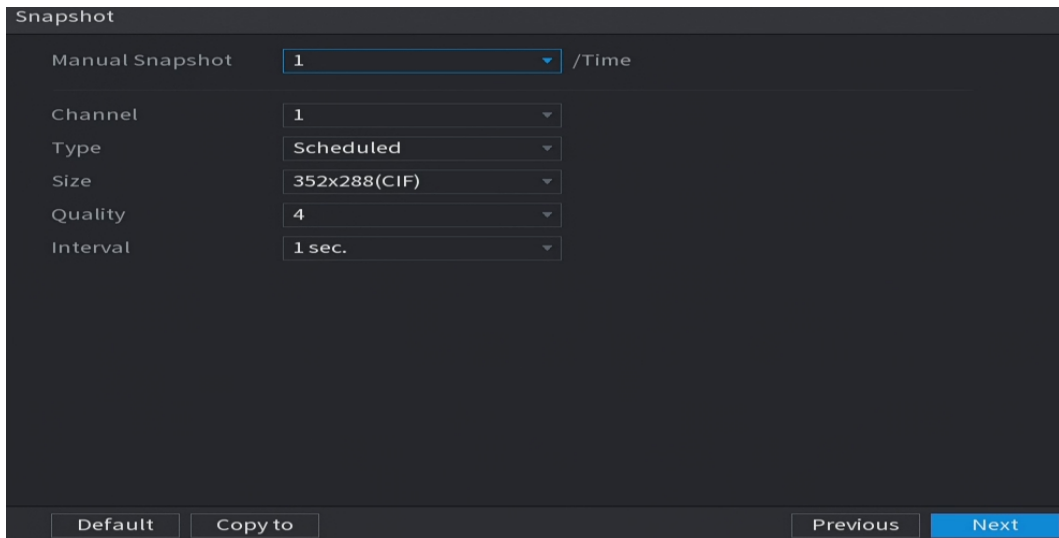 Snapshot
Manual Snapshot 1 /Time
Channel 1
Type Scheduled
Size 352x288(CIF)
Quality 4
Interval 1 sec.
Default Copy to Previous Next